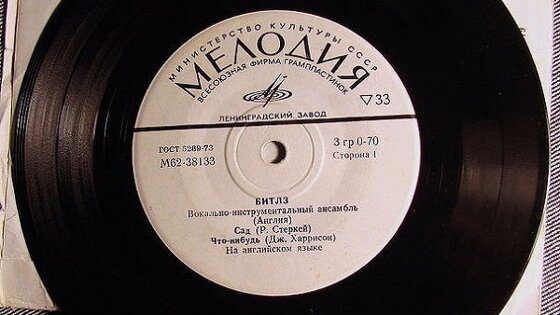 МИНИСТЕРСТВО КУЛЬТУРЫ СССР
МЕЛОДИЯ
ВСЕСОЮЗНАЯ ФИРМА ГРАМПЛАСТИНОК
▽33
ЛЕНИНГРАДСКИЙ ЗАВОД
ГОСТ 5289-73
М62-38133
3 гр 0-70
Сторона 1
БИТЛЗ
Вокально-инструментальный ансамбль
(Англия)
Сад (Р. Стеркей)
Что-нибудь (Дж. Харрисон)
На английском языке